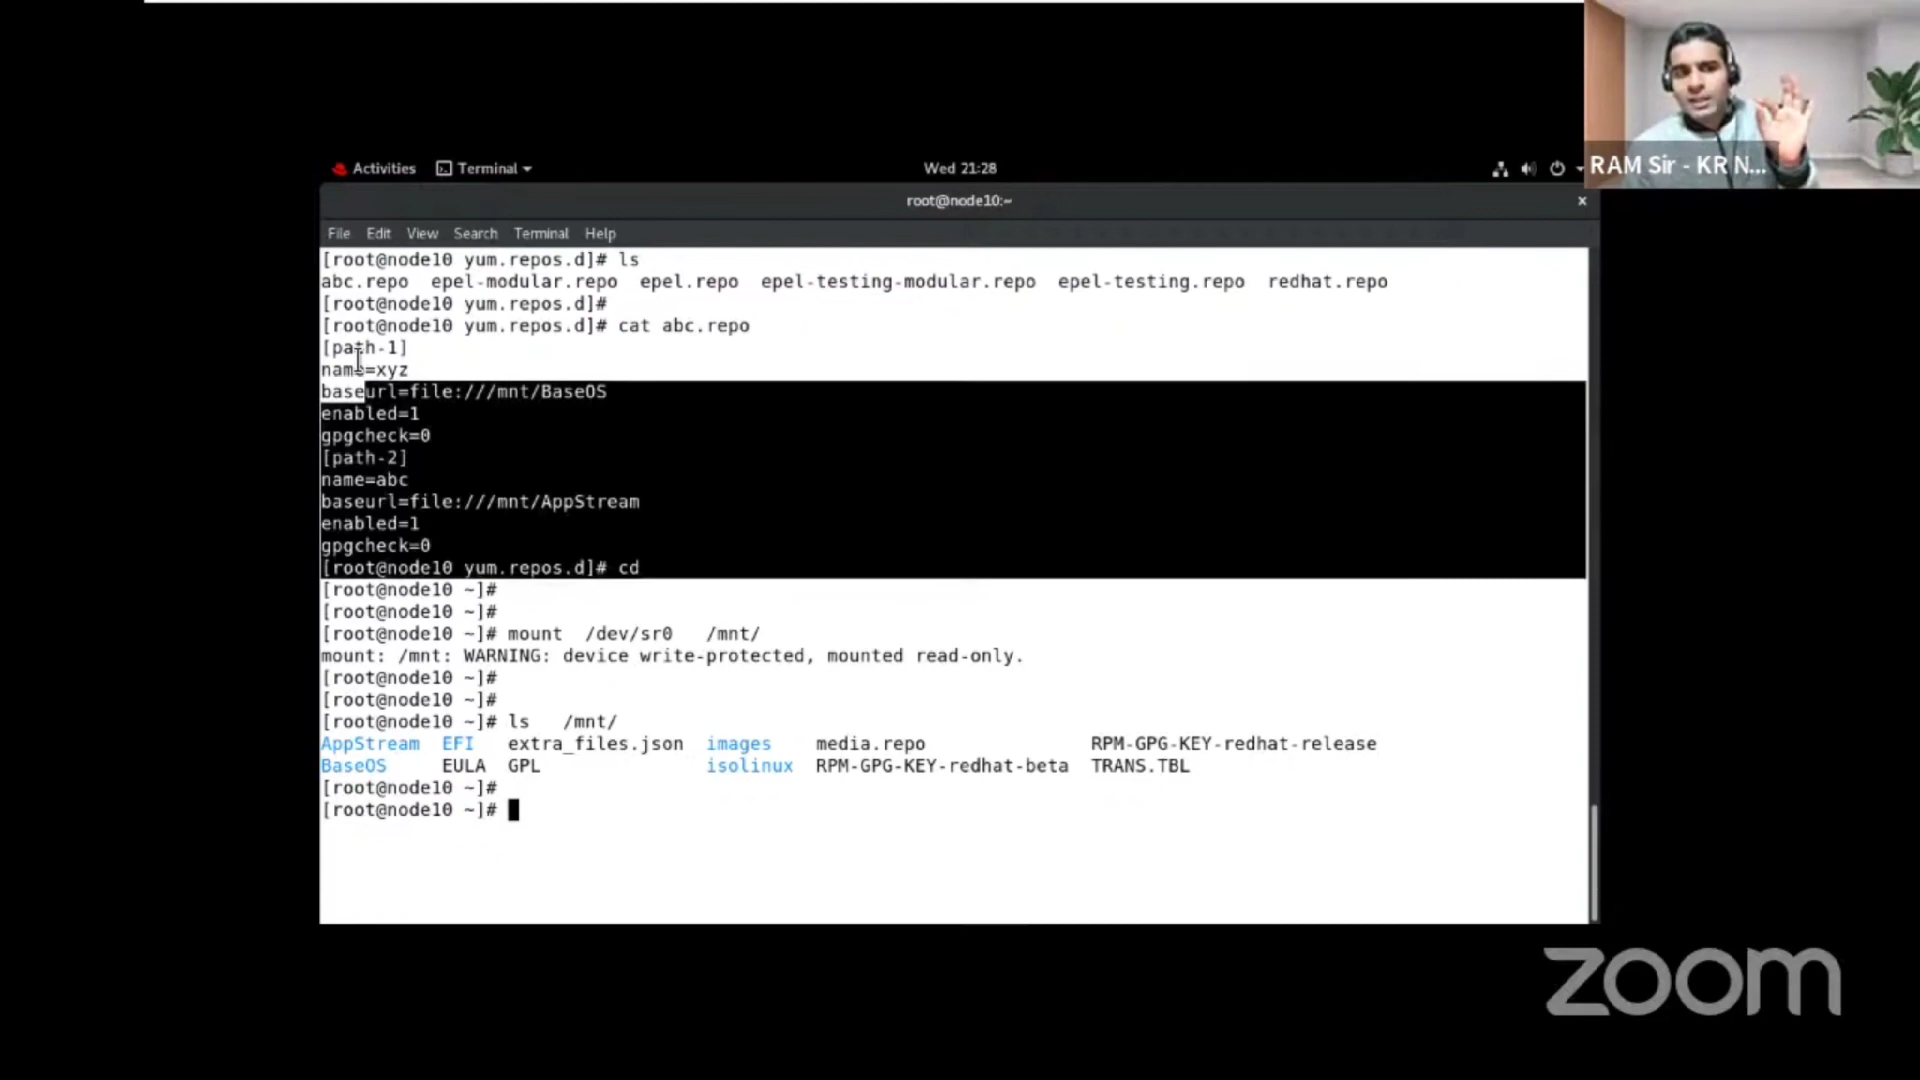 RAM Sir - KR N...
Activities Terminal Wed 21:28
root@node10:~ ×
File Edit View Search Terminal Help
[root@node10 yum.repos.d]# ls
abc.repo epel-modular.repo epel.repo epel-testing-modular.repo epel-testing.repo redhat.repo
[root@node10 yum.repos.d]#
[root@node10 yum.repos.d]# cat abc.repo
[path-1]
name=xyz
baseurl=file:///mnt/BaseOS
enabled=1
gpgcheck=0
[path-2]
name=abc
baseurl=file:///mnt/AppStream
enabled=1
gpgcheck=0
[root@node10 yum.repos.d]# cd
[root@node10 ~]#
[root@node10 ~]#
[root@node10 ~]# mount /dev/sr0 /mnt/
mount: /mnt: WARNING: device write-protected, mounted read-only.
[root@node10 ~]#
[root@node10 ~]#
[root@node10 ~]# ls /mnt/
AppStream EFI extra_files.json images media.repo RPM-GPG-KEY-redhat-release
BaseOS EULA GPL isolinux RPM-GPG-KEY-redhat-beta TRANS.TBL
[root@node10 ~]#
[root@node10 ~]#
zoom